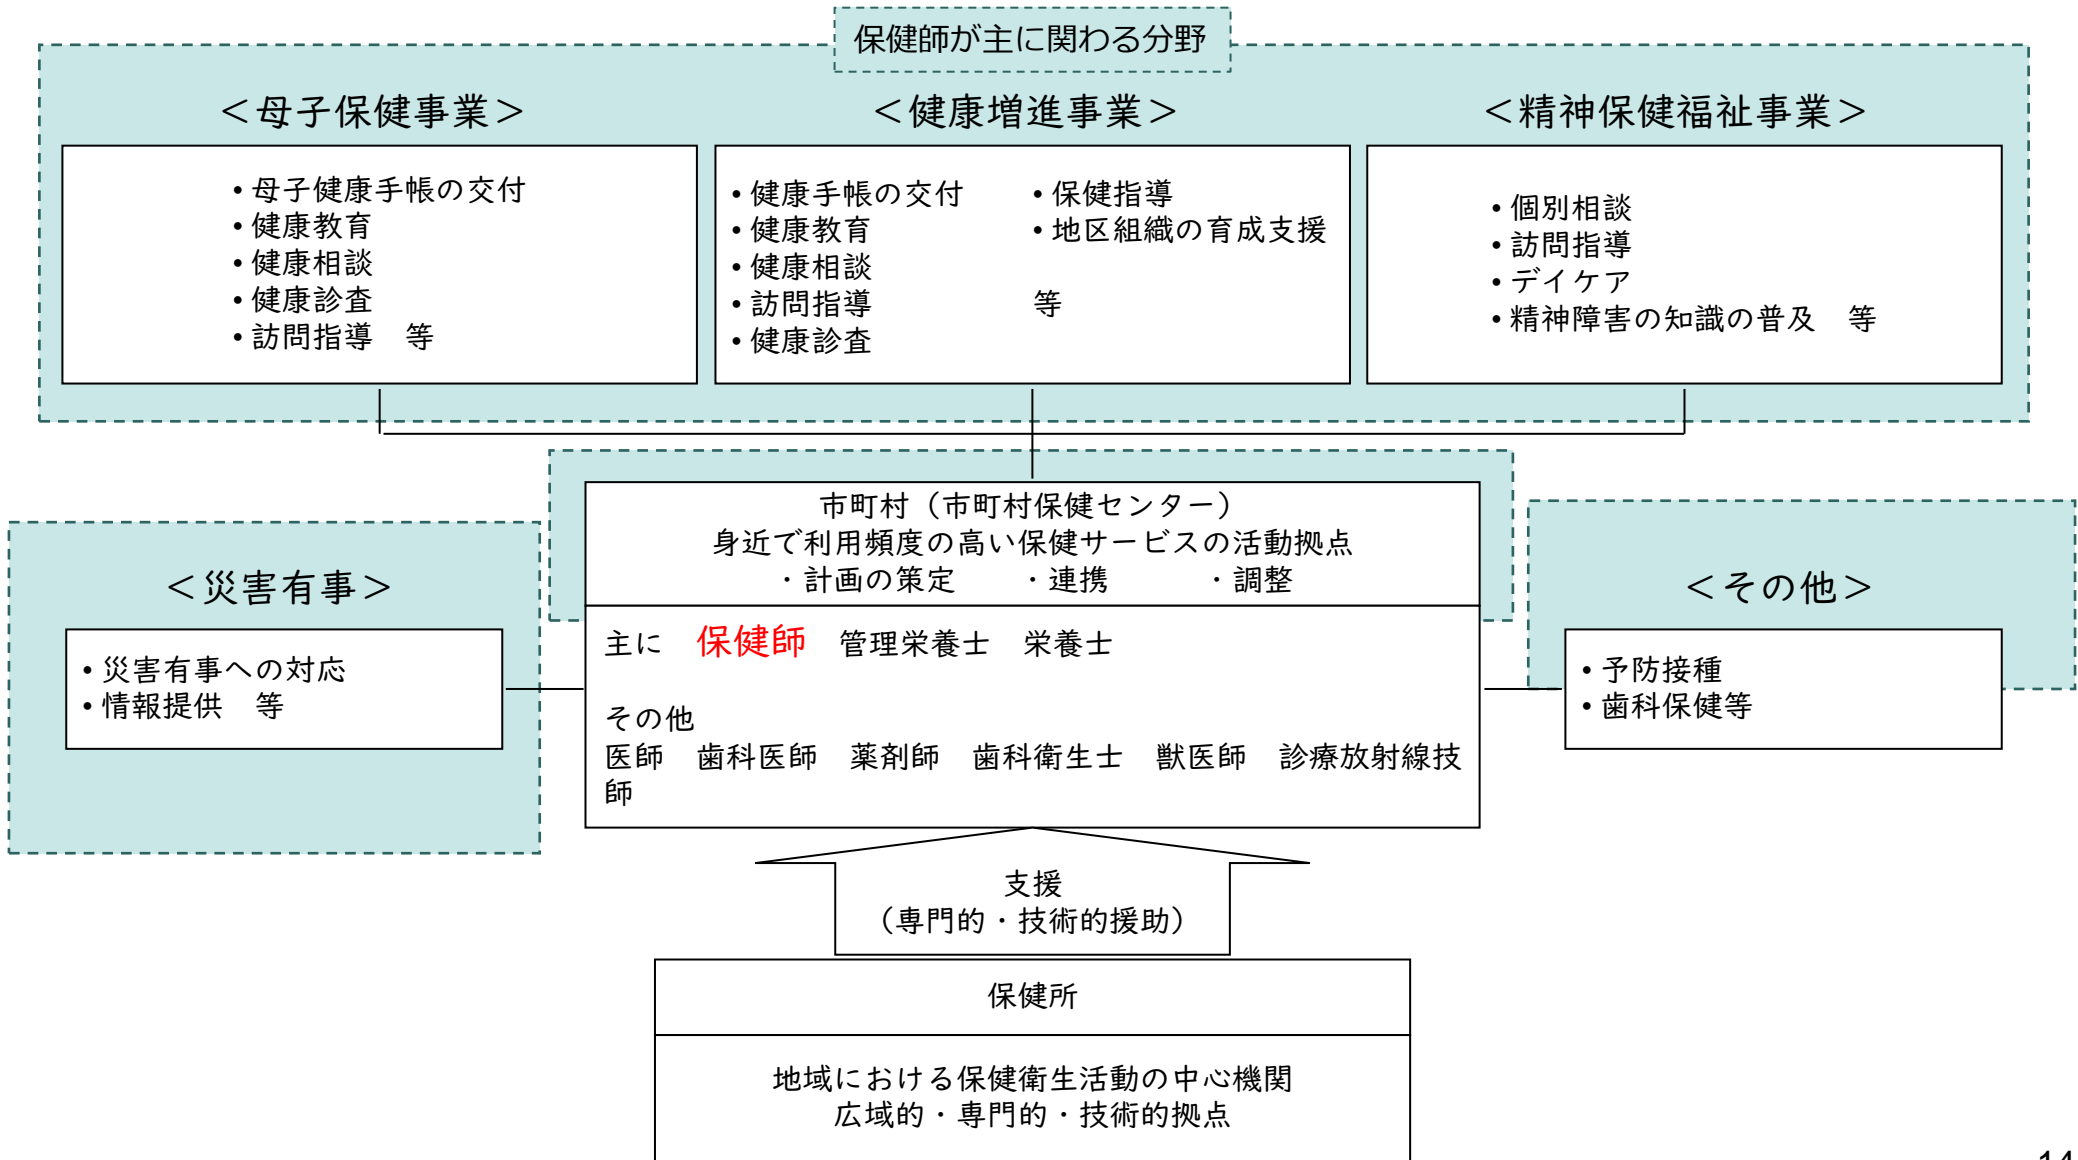 保健師が主に関わる分野
＜母子保健事業＞
• 母子健康手帳の交付
• 健康教育
• 健康相談
• 健康診査
• 訪問指導　等
＜健康増進事業＞
• 健康手帳の交付
• 健康教育
• 健康相談
• 訪問指導
• 健康診査
• 保健指導
• 地区組織の育成支援
等
＜精神保健福祉事業＞
• 個別相談
• 訪問指導
• デイケア
• 精神障害の知識の普及　等
市町村（市町村保健センター）
身近で利用頻度の高い保健サービスの活動拠点
・計画の策定　　・連携　　　・調整
主に　保健師　管理栄養士　栄養士
その他
医師　歯科医師　薬剤師　歯科衛生士　獣医師　診療放射線技
師
＜災害有事＞
• 災害有事への対応
• 情報提供　等
＜その他＞
• 予防接種
• 歯科保健等
支援
（専門的・技術的援助）
保健所
地域における保健衛生活動の中心機関
広域的・専門的・技術的拠点
14